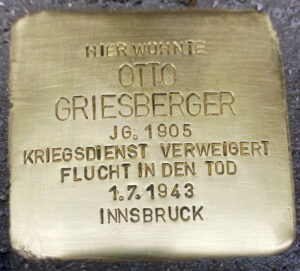 HIER WOHNTE
OTTO
GRIESBERGER
JG. 1905
KRIEGSDIENST VERWEIGERT
FLUCHT IN DEN TOD
1.7.1943
INNSBRUCK